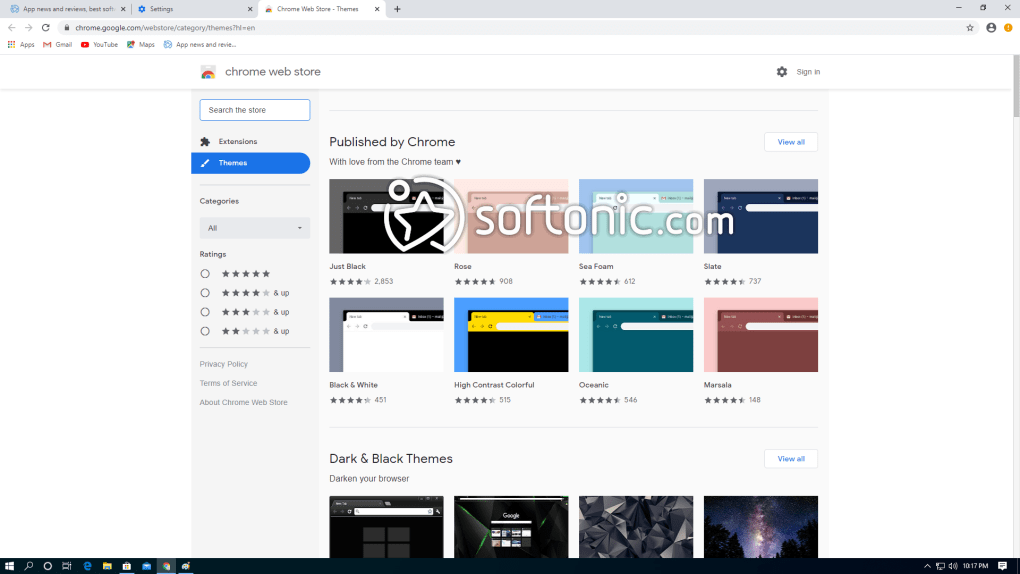 App news and reviews, best soft
Settings
Chrome Web Store - Themes
chrome.google.com/webstore/category/themes?hl=en
Apps
Gmail
YouTube
Maps
App news and revie...
chrome web store
Sign in
Search the store
Extensions
Themes
Categories
All
Ratings
& up
& up
& up
Privacy Policy
Terms of Service
About Chrome Web Store
Published by Chrome
View all
With love from the Chrome team ♥
softonic.com
Just Black
Rose
Sea Foam
Slate
2,853
908
612
737
Black & White
High Contrast Colorful
Oceanic
Marsala
451
515
546
148
Dark & Black Themes
View all
Darken your browser
Google
10:17 PM